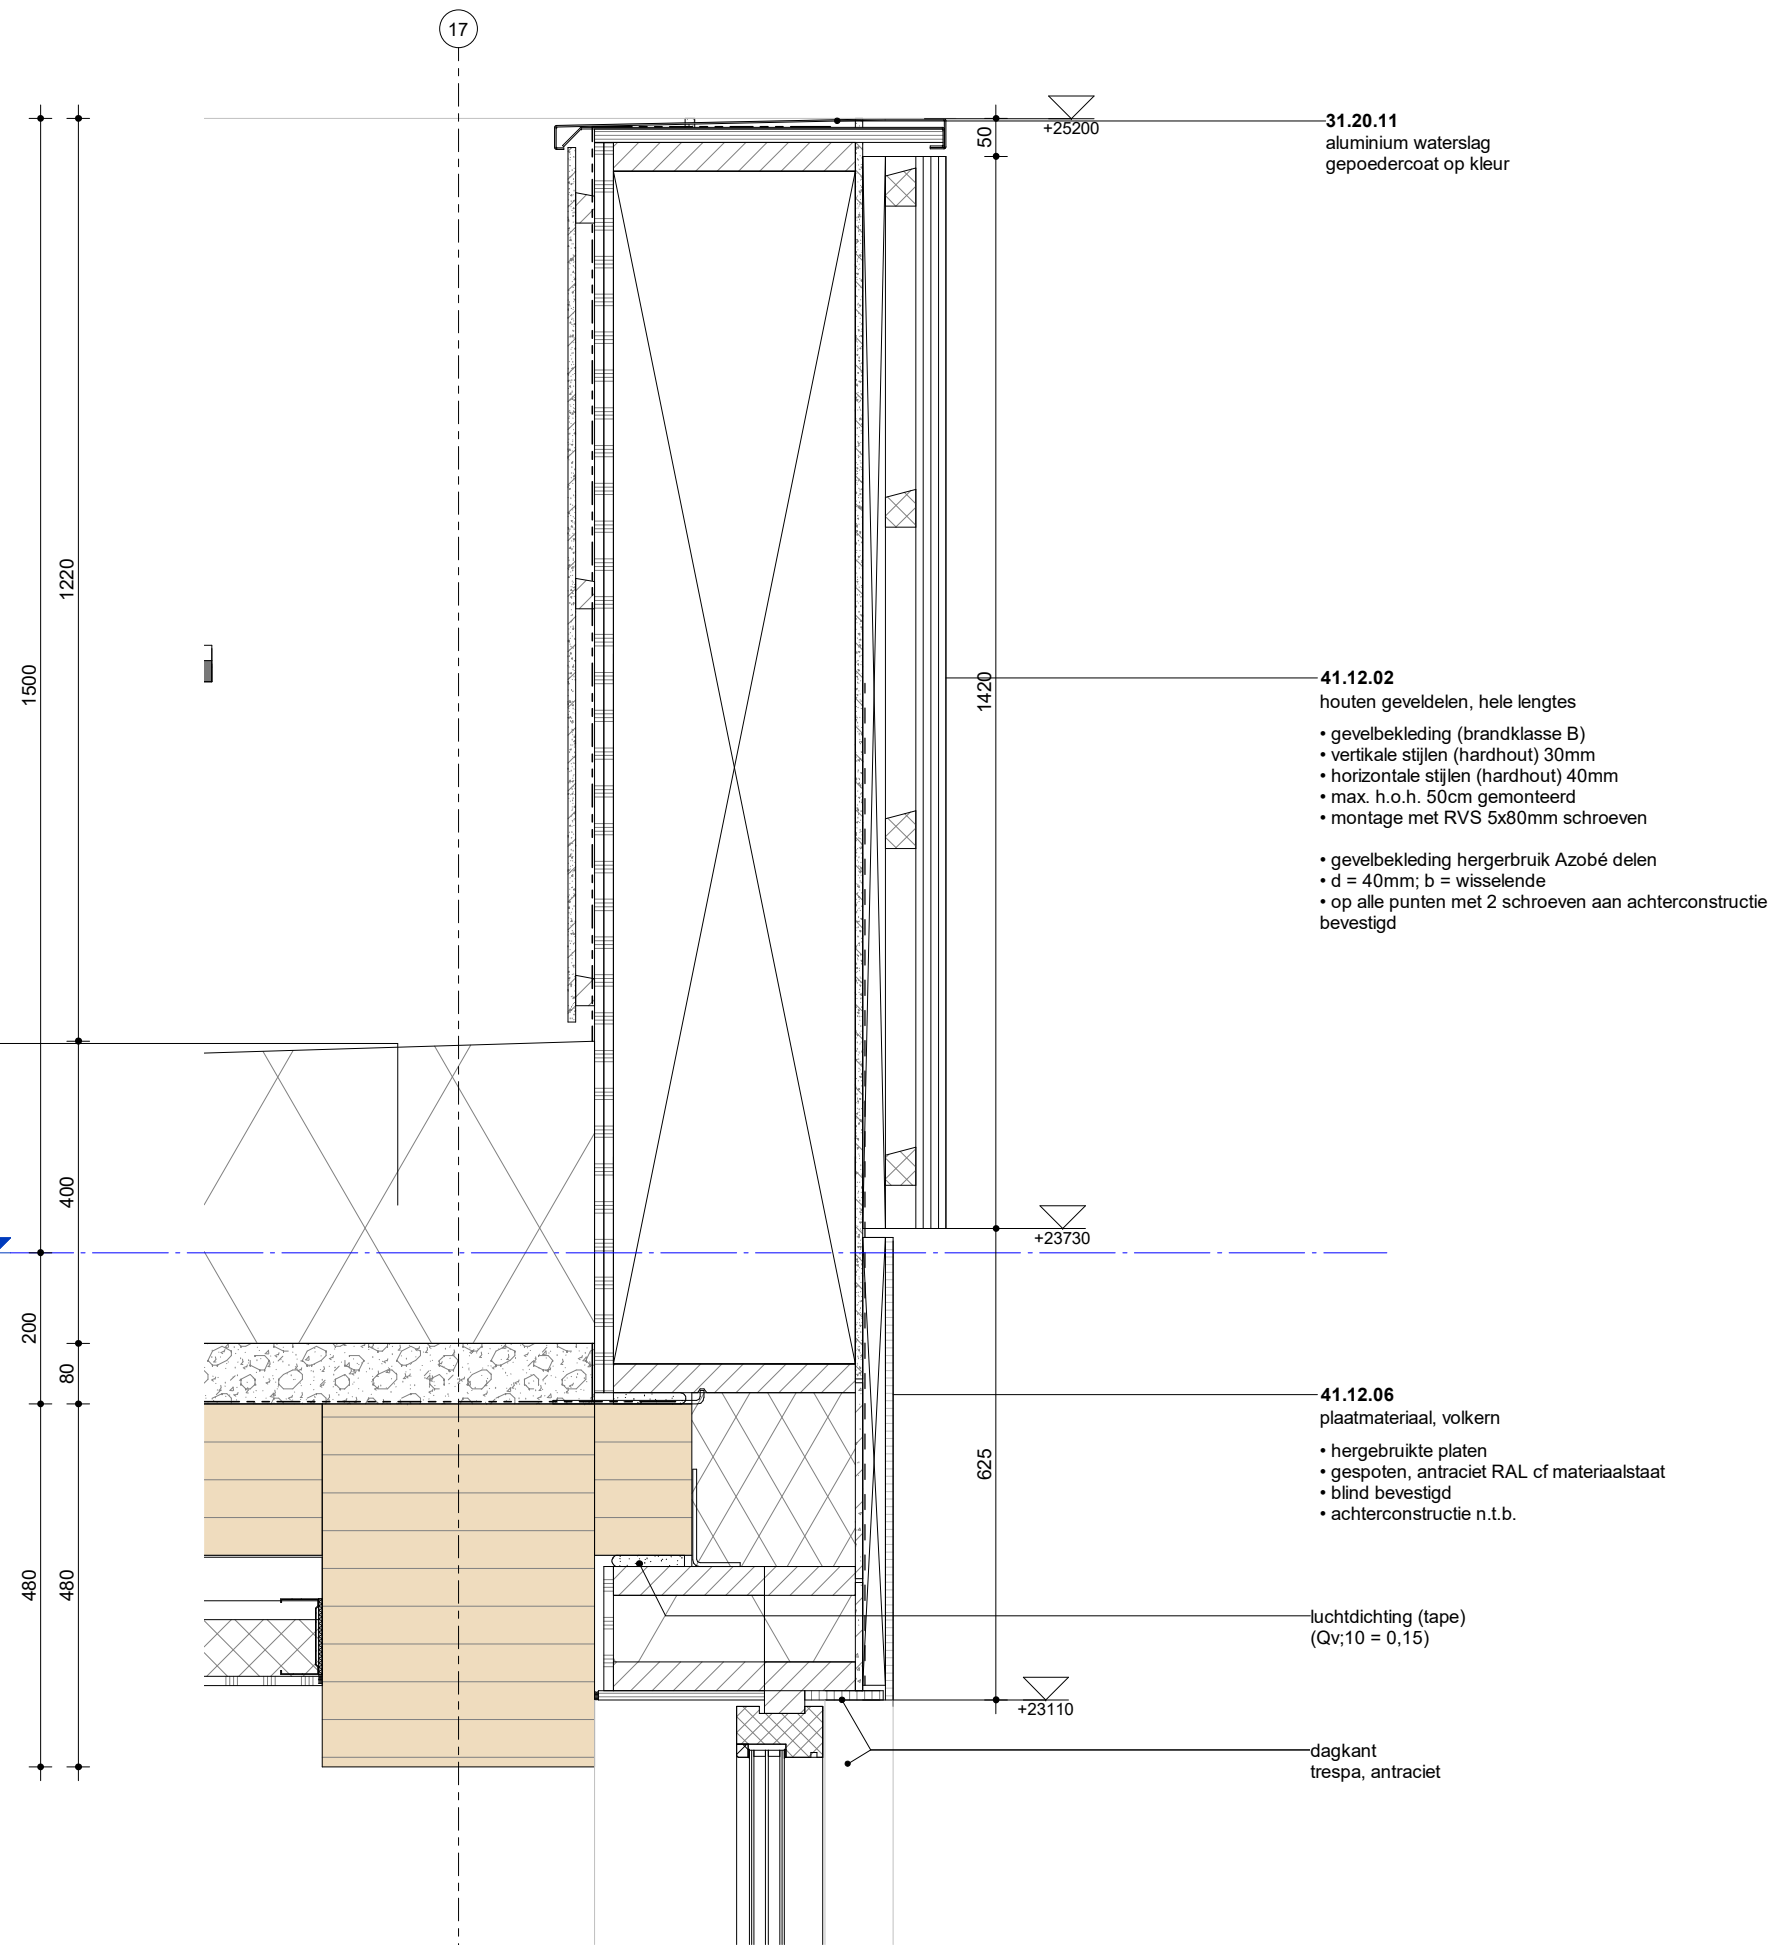 17
+25200
50
31.20.11
aluminium waterslag
gepoedercoat op kleur
1220
1500
1420
41.12.02
houten geveldelen, hele lengtes
• gevelbekleding (brandklasse B)
• vertikale stijlen (hardhout) 30mm
• horizontale stijlen (hardhout) 40mm
• max. h.o.h. 50cm gemonteerd
• montage met RVS 5x80mm schroeven
• gevelbekleding hergerbruik Azobé delen
• d = 40mm; b = wisselende
• op alle punten met 2 schroeven aan achterconstructie
bevestigd
400
+23730
200
80
41.12.06
plaatmateriaal, volkern
• hergebruikte platen
• gespoten, antraciet RAL cf materiaalstaat
• blind bevestigd
• achterconstructie n.t.b.
625
480
480
luchtdichting (tape)
(Qv;10 = 0,15)
+23110
dagkant
trespa, antraciet